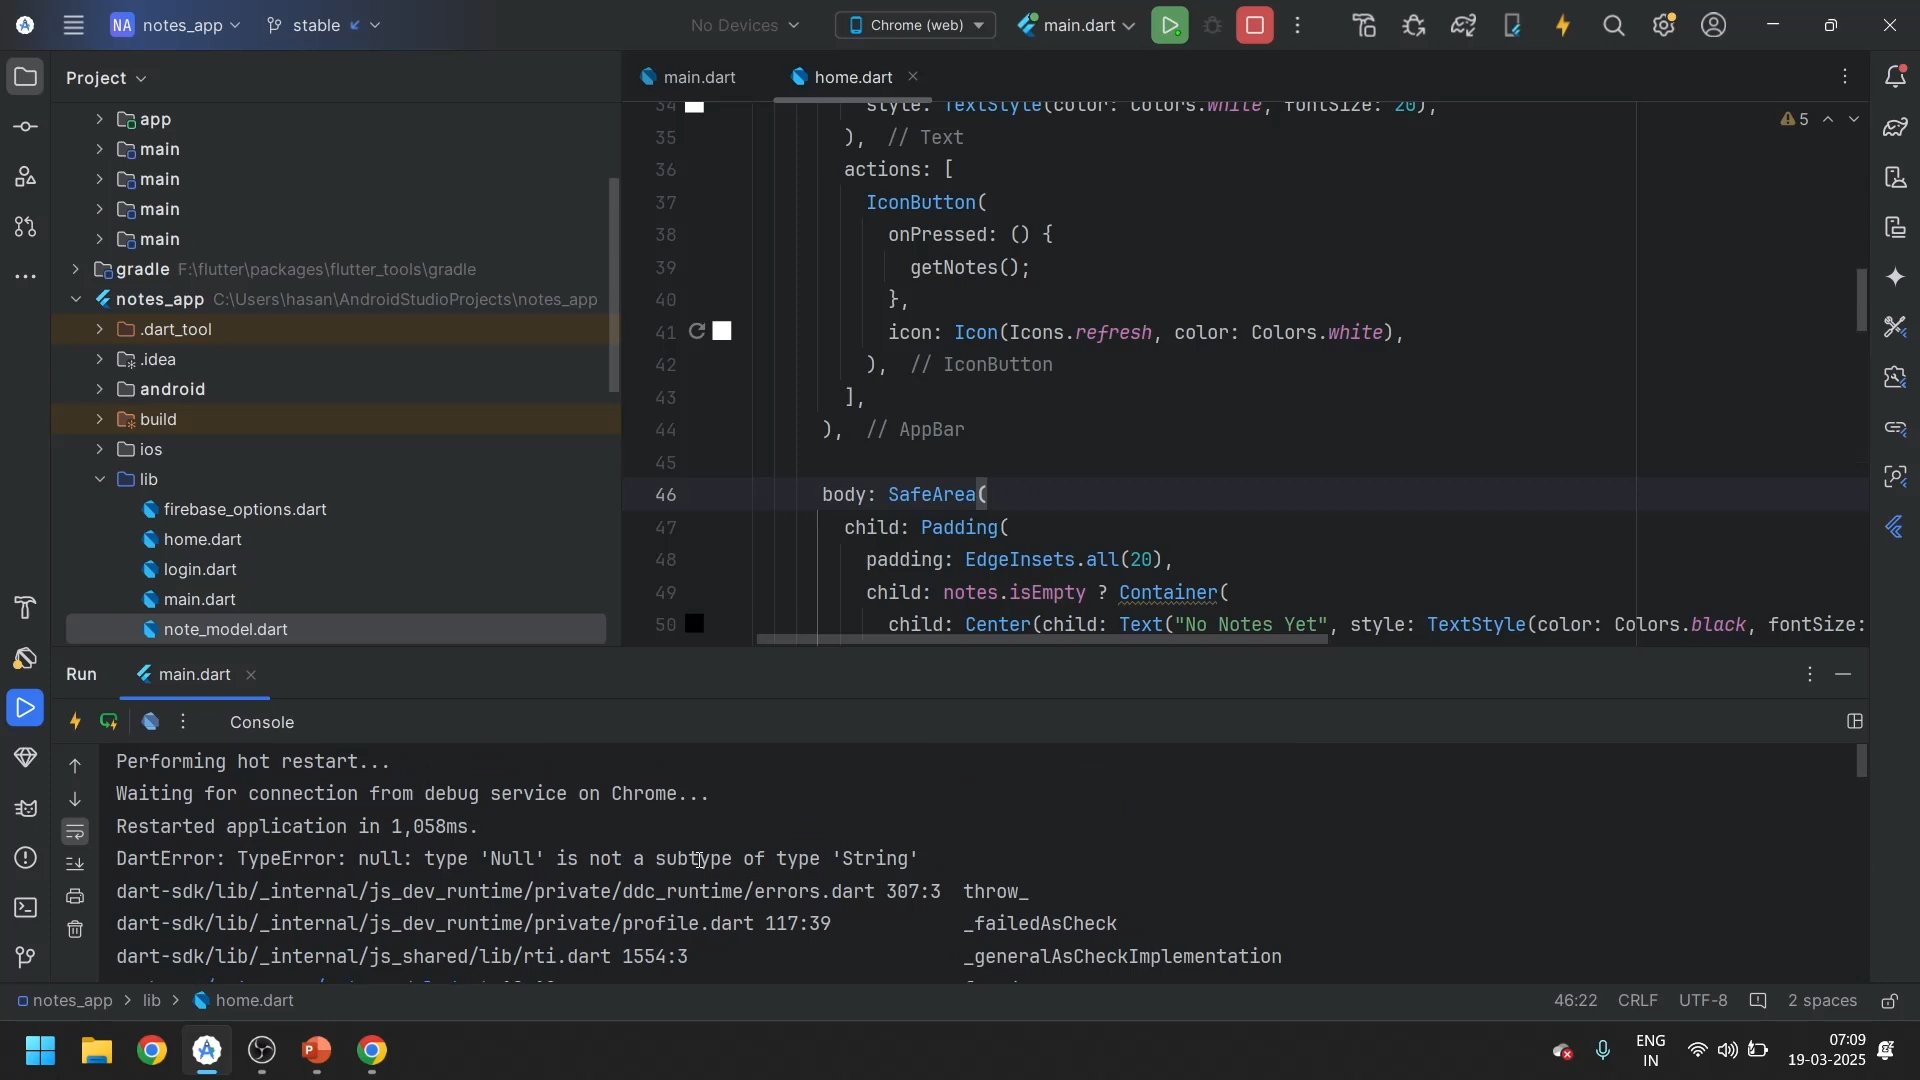 NA notes_app stable No Devices Chrome (web) main.dart
Project
app
main
main
main
main
gradle F:\flutter\packages\flutter_tools\gradle
notes_app C:\Users\hasan\AndroidStudioProjects\notes_app
.dart_tool
.idea
android
build
ios
lib
firebase_options.dart
home.dart
login.dart
main.dart
note_model.dart
main.dart home.dart
5
34 style: TextStyle(color: Colors.white, fontSize: 20),
35 ), // Text
36 actions: [
37 IconButton(
38 onPressed: () {
39 getNotes();
40 },
41 icon: Icon(Icons.refresh, color: Colors.white),
42 ), // IconButton
43 ],
44 ), // AppBar
45
46 body: SafeArea(
47 child: Padding(
48 padding: EdgeInsets.all(20),
49 child: notes.isEmpty ? Container(
50 child: Center(child: Text("No Notes Yet", style: TextStyle(color: Colors.black, fontSize:
Run main.dart
Console
Performing hot restart...
Waiting for connection from debug service on Chrome...
Restarted application in 1,058ms.
DartError: TypeError: null: type 'Null' is not a subtype of type 'String'
dart-sdk/lib/_internal/js_dev_runtime/private/ddc_runtime/errors.dart 307:3 throw_
dart-sdk/lib/_internal/js_dev_runtime/private/profile.dart 117:39 _failedAsCheck
dart-sdk/lib/_internal/js_shared/lib/rti.dart 1554:3 _generalAsCheckImplementation
notes_app > lib > home.dart 46:22 CRLF UTF-8 2 spaces
ENG
IN
07:09
19-03-2025